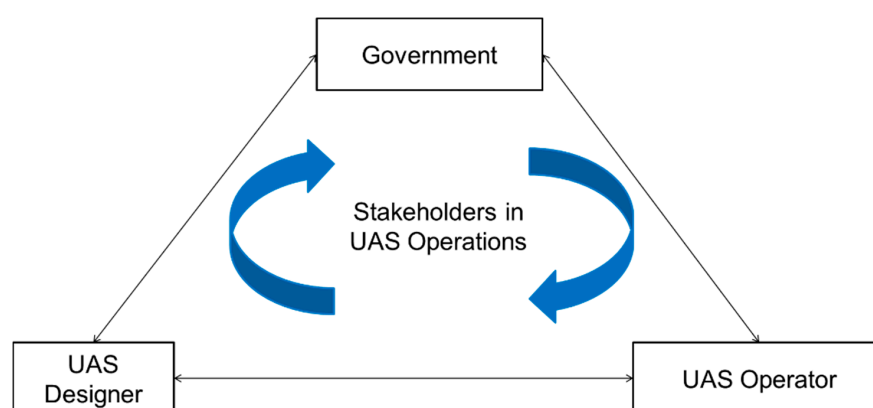 Government
Stakeholders in
UAS Operations
UAS
Designer
UAS Operator